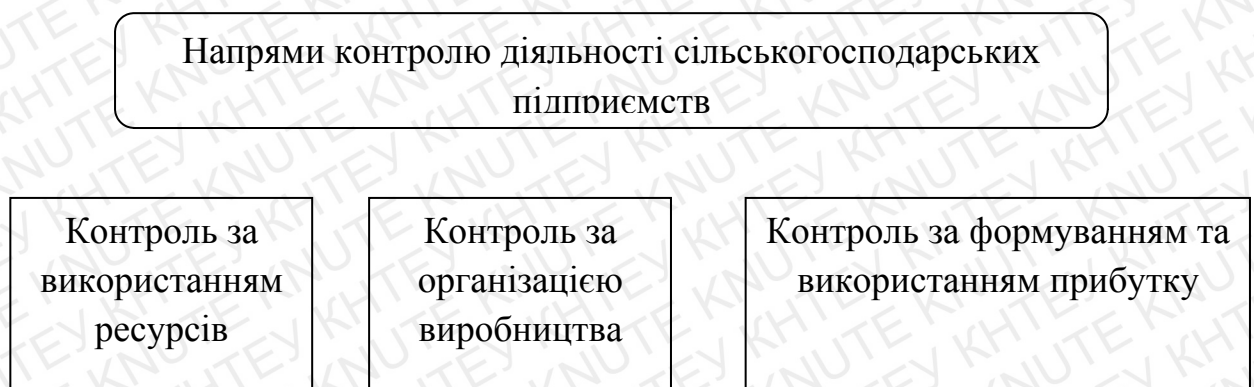 Напрями контролю діяльності сільськогосподарських
підприємств
Контроль за
використанням
ресурсів
Контроль за
організацією
виробництва
Контроль за формуванням та
використанням прибутку